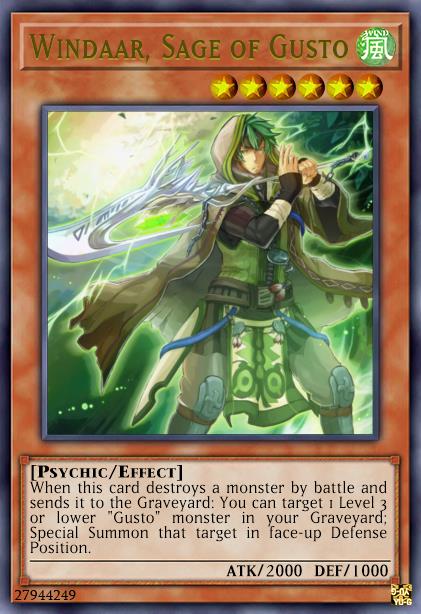 Windaar, Sage of Gusto
WIND
風
[Psychic/Effect]
When this card destroys a monster by battle and
sends it to the Graveyard: You can target 1 Level 3
or lower "Gusto" monster in your Graveyard;
Special Summon that target in face-up Defense
Position.
ATK/2000 DEF/1000
27944249